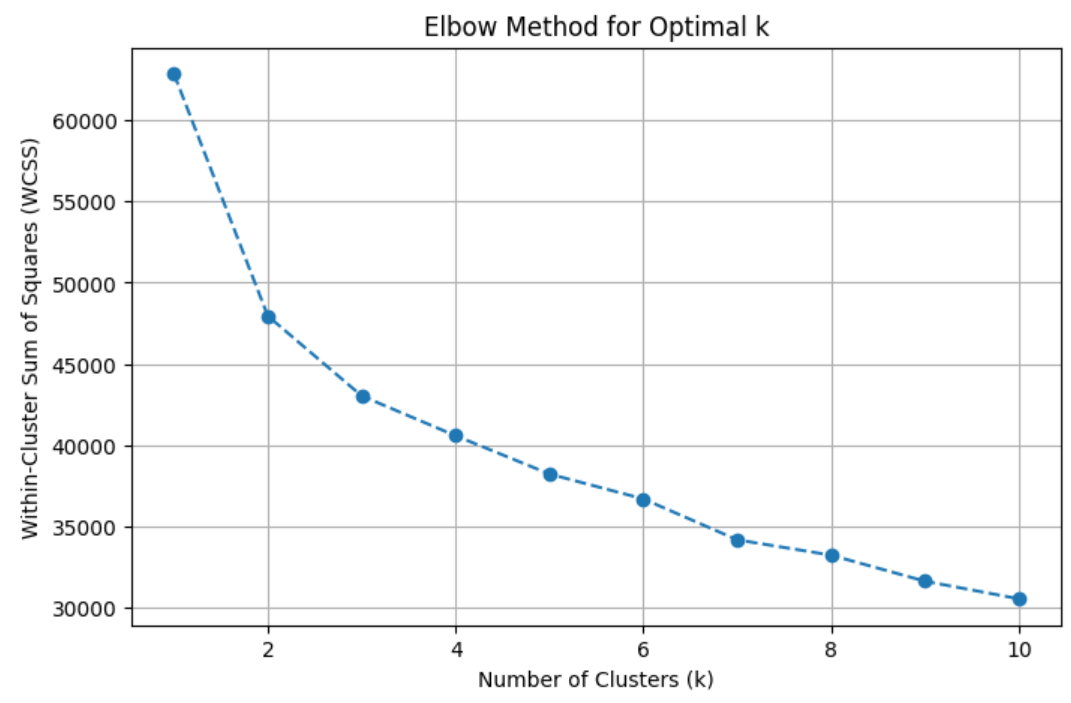 Elbow Method for Optimal k
Within-Cluster Sum of Squares (WCSS)
60000
55000
50000
45000
40000
35000
30000
2 4 6 8 10
Number of Clusters (k)